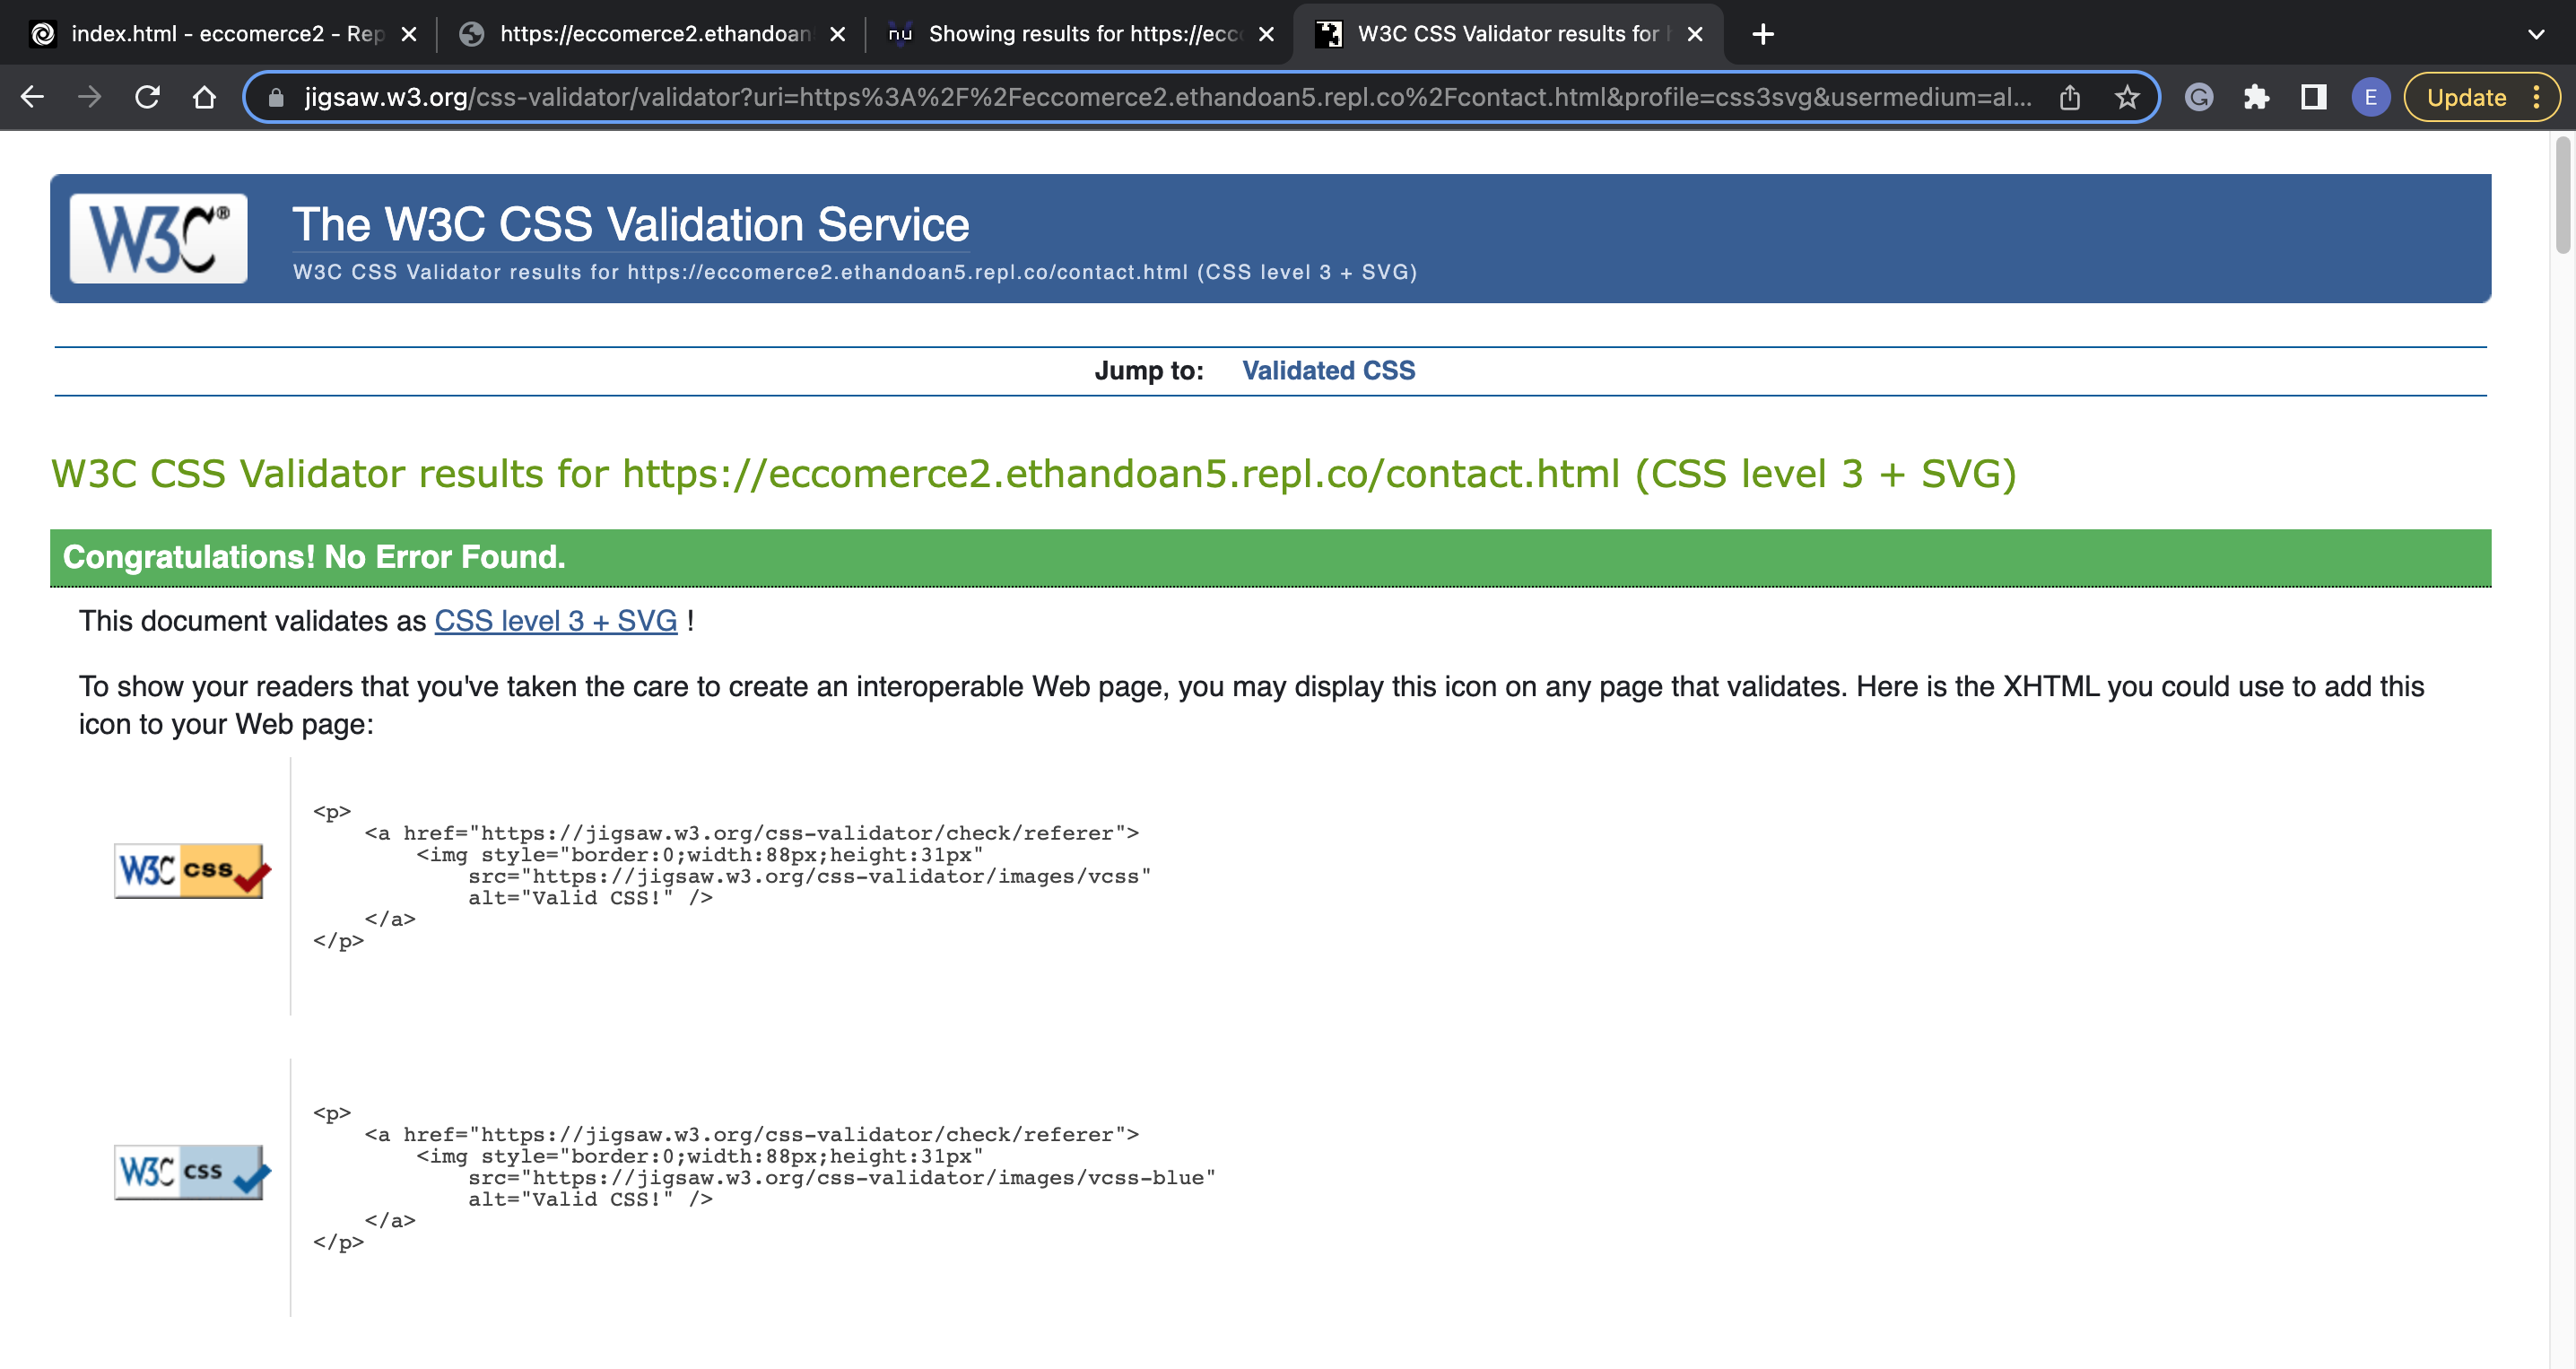 index.html - eccomerce2 - Rep
https://eccomerce2.ethandoan5
nu Showing results for https://ecco
W3C CSS Validator results for h
jigsaw.w3.org/css-validator/validator?uri=https%3A%2F%2Feccomerce2.ethandoan5.repl.co%2Fcontact.html&profile=css3svg&usermedium=al...
E
Update
W3C®
The W3C CSS Validation Service
W3C CSS Validator results for https://eccomerce2.ethandoan5.repl.co/contact.html (CSS level 3 + SVG)
Jump to: Validated CSS
W3C CSS Validator results for https://eccomerce2.ethandoan5.repl.co/contact.html (CSS level 3 + SVG)
Congratulations! No Error Found.
This document validates as CSS level 3 + SVG !
To show your readers that you've taken the care to create an interoperable Web page, you may display this icon on any page that validates. Here is the XHTML you could use to add this
icon to your Web page:
W3C css
<p>
<a href="https://jigsaw.w3.org/css-validator/check/referer">
<img style="border:0;width:88px;height:31px"
src="https://jigsaw.w3.org/css-validator/images/vcss"
alt="Valid CSS!" />
</a>
</p>
W3C css
<p>
<a href="https://jigsaw.w3.org/css-validator/check/referer">
<img style="border:0;width:88px;height:31px"
src="https://jigsaw.w3.org/css-validator/images/vcss-blue"
alt="Valid CSS!" />
</a>
</p>